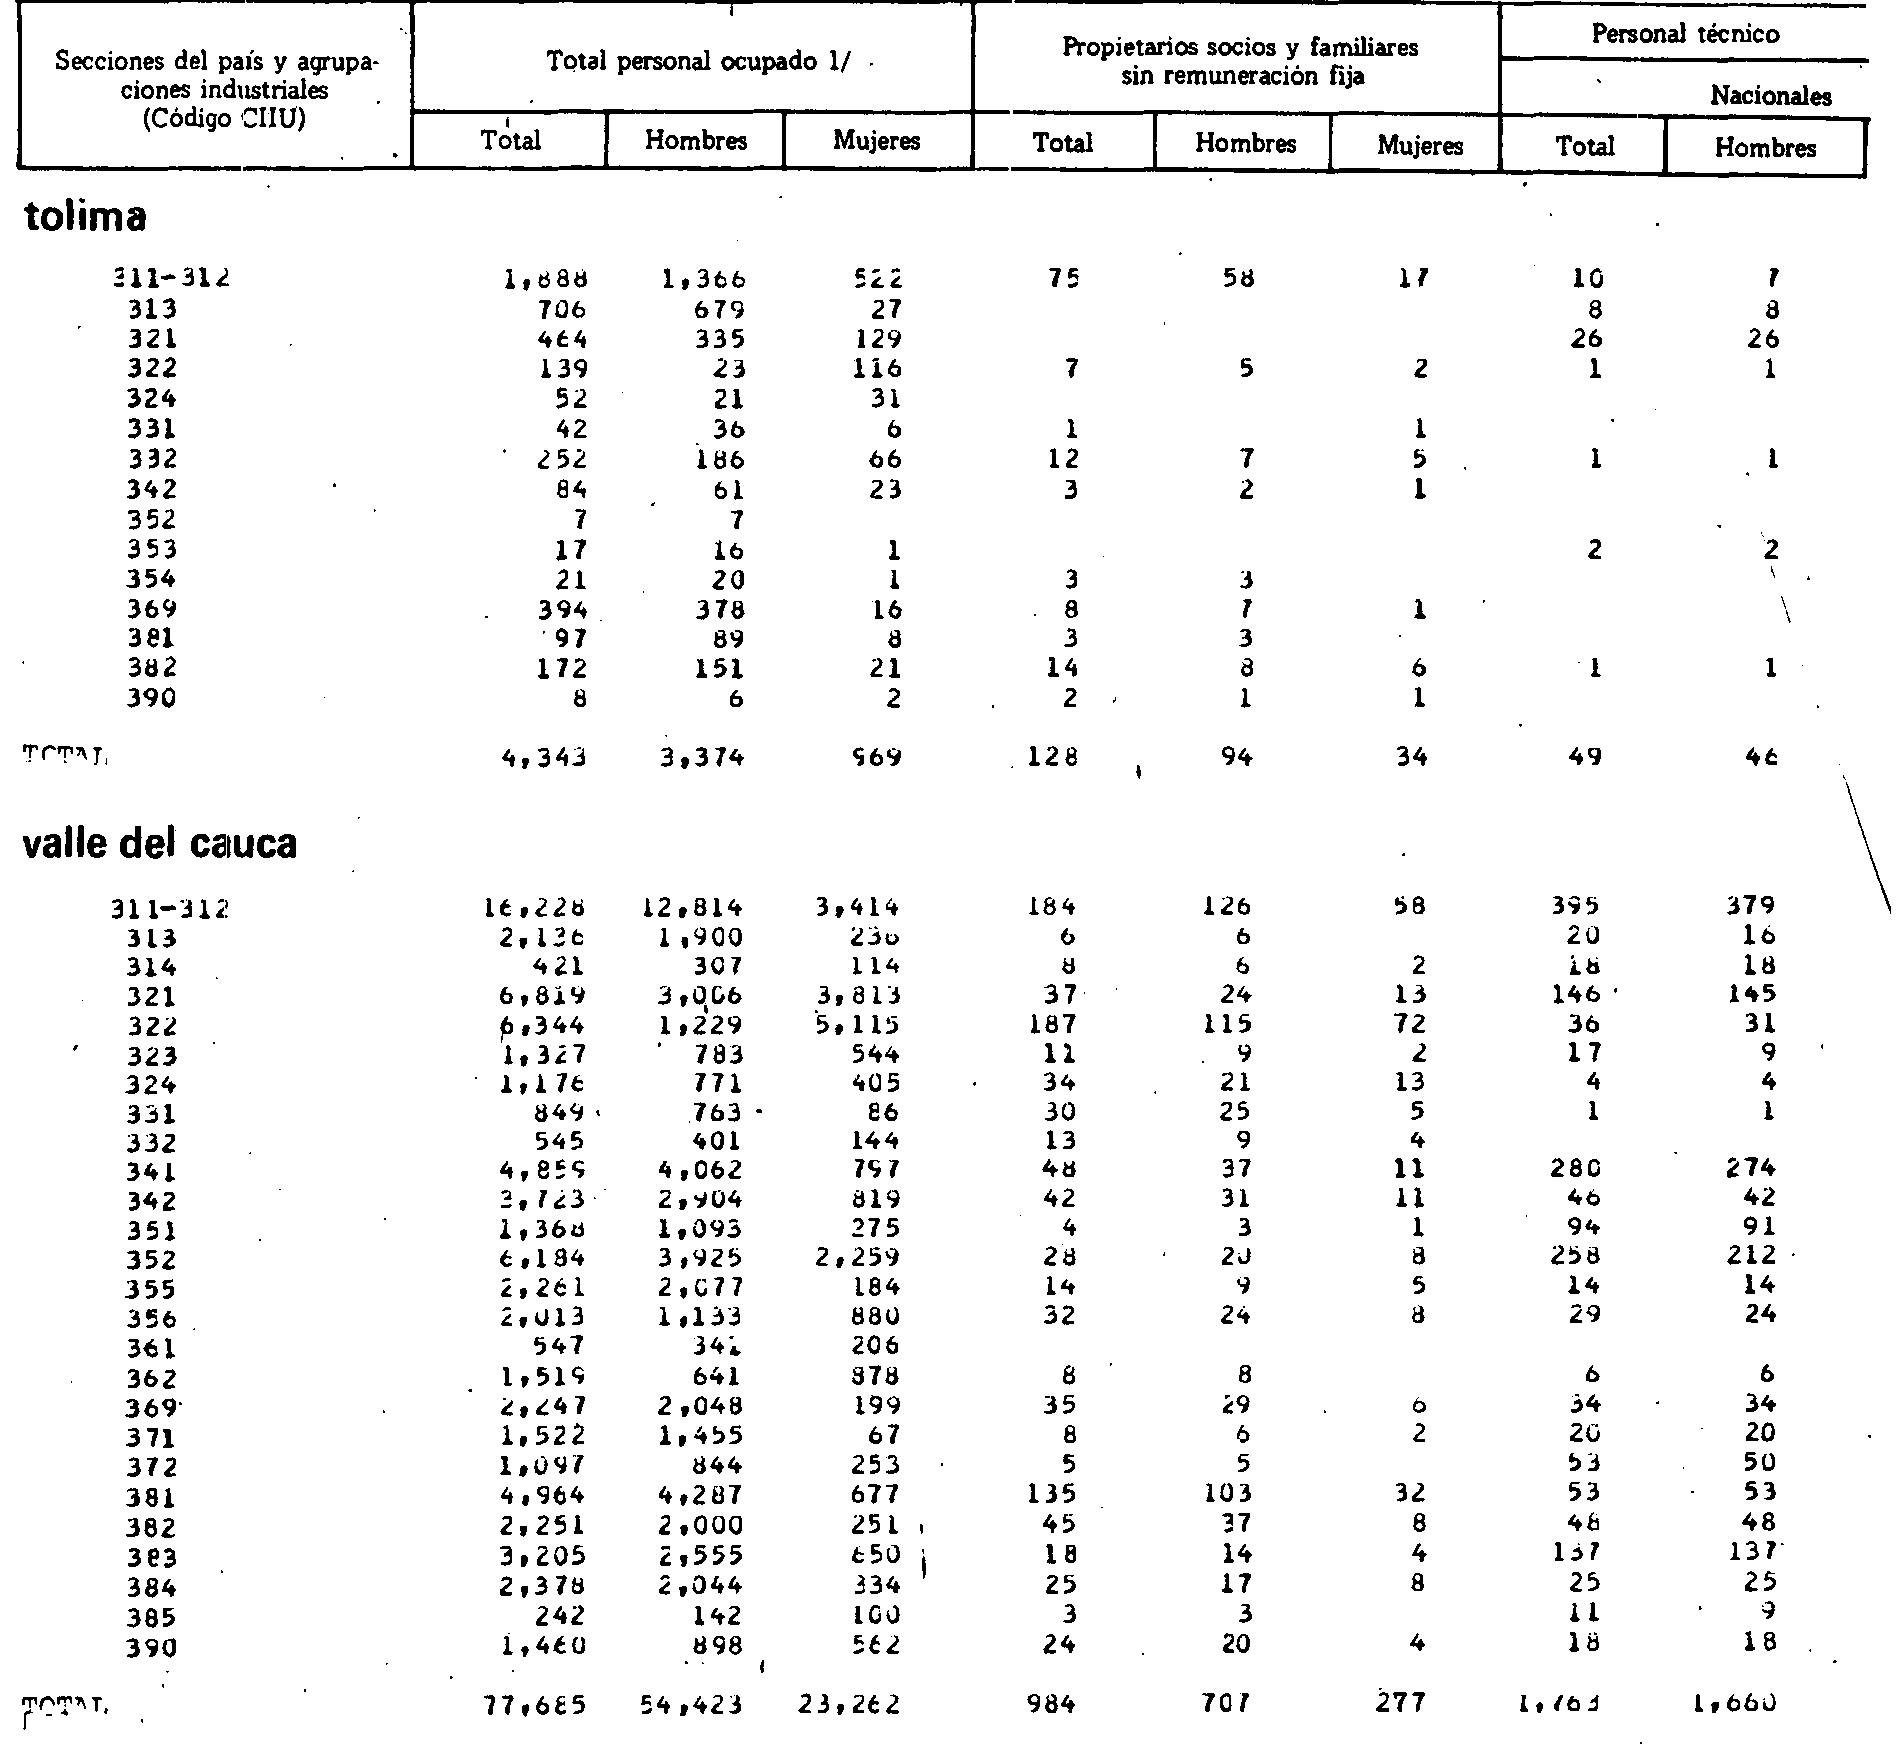 Secciones del país y agrupa-
ciones industriales
(Código CIIU)
Total personal ocupado 1/
Propietarios socios y familiares
sin remuneración fija
Personal técnico
Nacionales
Total Hombres Mujeres Total Hombres Mujeres Total Hombres
tolima
311-312 1,888 1,366 522 75 58 17 10 7
313 706 679 27 8 8
321 464 335 129 26 26
322 139 23 116 7 5 2 1 1
324 52 21 31
331 42 36 6 1 1
332 252 186 66 12 7 5 1 1
342 84 61 23 3 2 1
352 7 7
353 17 16 1 2 2
354 21 20 1 3 3
369 394 378 16 8 7 1
381 97 89 8 3 3
382 172 151 21 14 8 6 1 1
390 8 6 2 2 1 1
TOTAL 4,343 3,374 969 128 94 34 49 46
valle del cauca
311-312 16,228 12,814 3,414 184 126 58 395 379
313 2,136 1,900 236 6 6 20 16
314 421 307 114 8 6 2 18 18
321 6,819 3,006 3,813 37 24 13 146 145
322 6,344 1,229 5,115 187 115 72 36 31
323 1,327 783 544 11 9 2 17 9
324 1,176 771 405 34 21 13 4 4
331 849 763 86 30 25 5 1 1
332 545 401 144 13 9 4
341 4,859 4,062 797 48 37 11 280 274
342 3,723 2,904 819 42 31 11 46 42
351 1,368 1,093 275 4 3 1 94 91
352 6,184 3,925 2,259 28 20 8 258 212
355 2,261 2,077 184 14 9 5 14 14
356 2,013 1,133 880 32 24 8 29 24
361 547 341 206
362 1,519 641 878 8 8 6 6
369 2,247 2,048 199 35 29 6 34 34
371 1,522 1,455 67 8 6 2 20 20
372 1,097 844 253 5 5 53 50
381 4,964 4,287 677 135 103 32 53 53
382 2,251 2,000 251 45 37 8 48 48
383 3,205 2,555 650 18 14 4 137 137
384 2,378 2,044 334 25 17 8 25 25
385 242 142 100 3 3 11 9
390 1,460 898 562 24 20 4 18 18
TOTAL 77,685 54,423 23,262 984 707 277 1,763 1,660